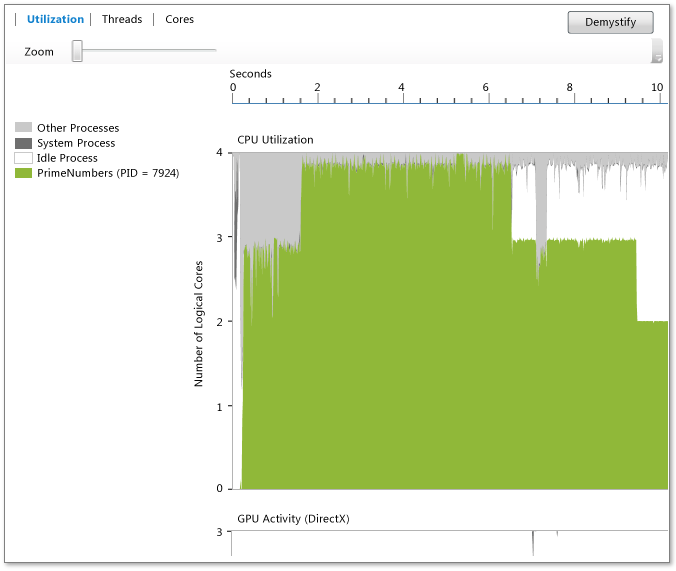 Utilization Threads Cores
Demystify
Zoom
Seconds
0 2 4 6 8 10
Other Processes
System Process
Idle Process
PrimeNumbers (PID = 7924)
CPU Utilization
4
3
2
1
0
Number of Logical Cores
GPU Activity (DirectX)
3